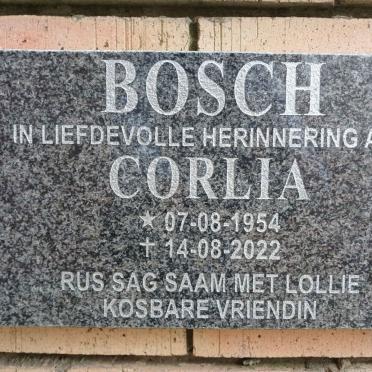 BOSCH
IN LIEFDEVOLLE HERINNERING A
CORLIA
★ 07-08-1954
✝ 14-08-2022
RUS SAG SAAM MET LOLLIE
KOSBARE VRIENDIN